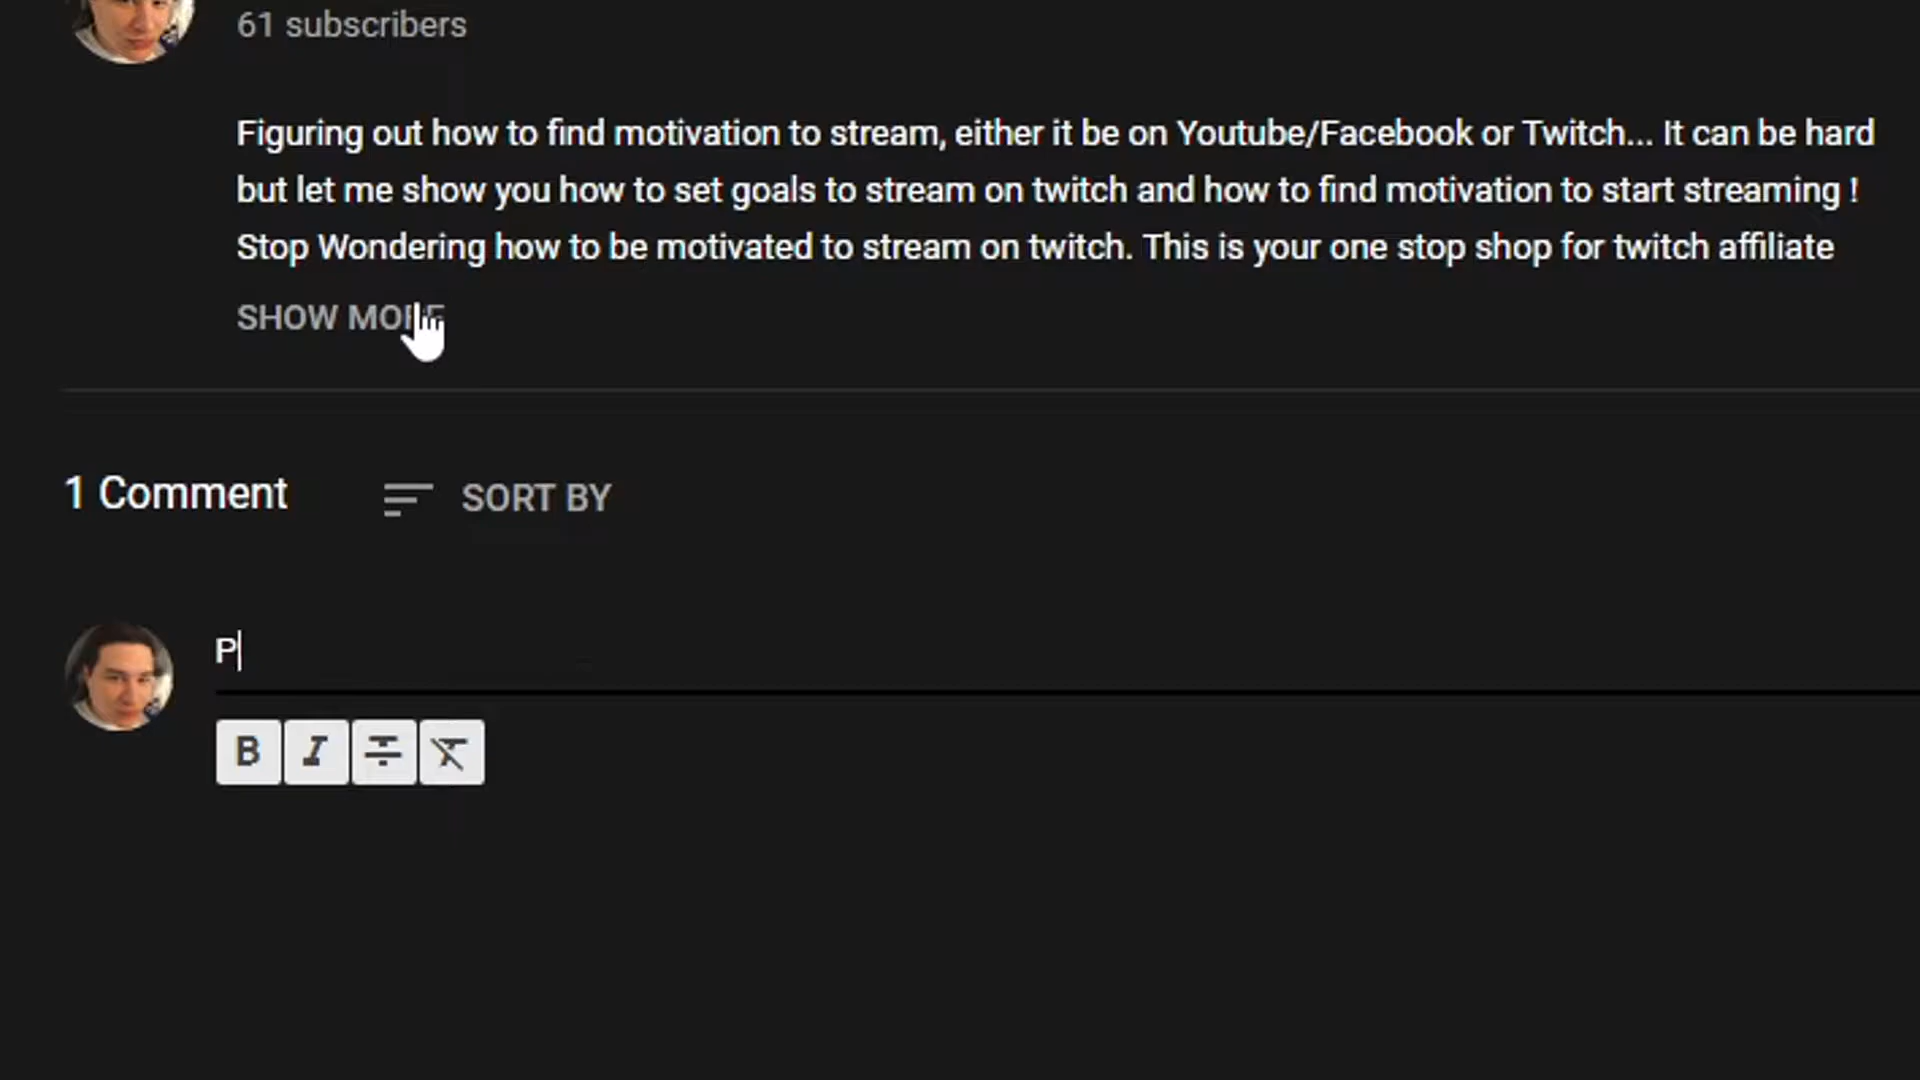 61 subscribers
Figuring out how to find motivation to stream, either it be on Youtube/Facebook or Twitch... It can be hard
but let me show you how to set goals to stream on twitch and how to find motivation to start streaming !
Stop Wondering how to be motivated to stream on twitch. This is your one stop shop for twitch affiliate
SHOW MORE
1 Comment
SORT BY
P
B I T T